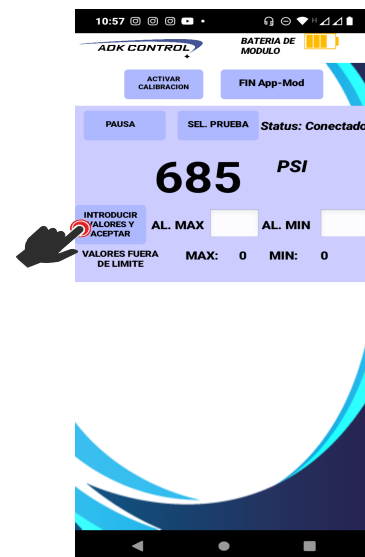 10:57
ADK CONTROL
BATERIA DE
MODULO
ACTIVAR
CALIBRACION
FIN App-Mod
PAUSA
SEL. PRUEBA
Status: Conectado
685
PSI
INTRODUCIR
VALORES Y
ACEPTAR
AL. MAX
AL. MIN
VALORES FUERA
DE LIMITE
MAX: 0
MIN: 0